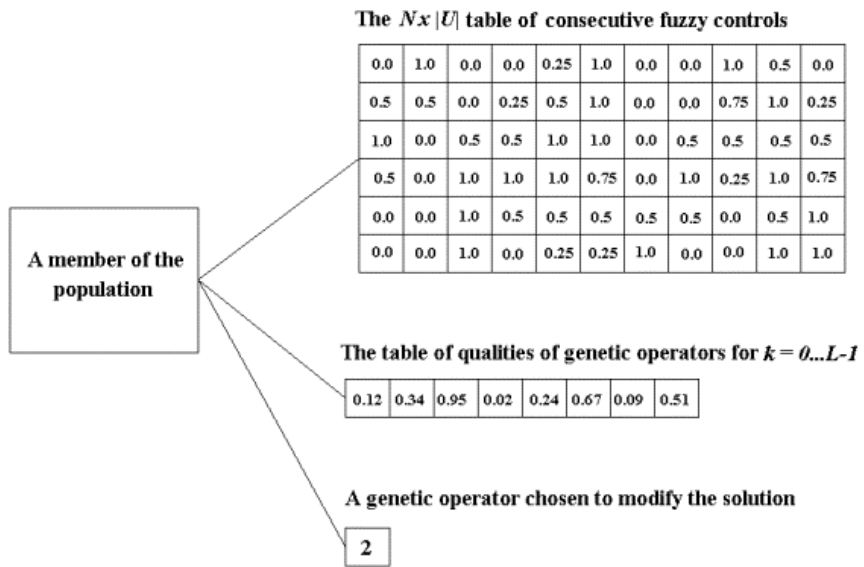 The Nx |U| table of consecutive fuzzy controls
0.0 1.0 0.0 0.0 0.25 1.0 0.0 0.0 1.0 0.5 0.0
0.5 0.5 0.0 0.25 0.5 1.0 0.0 0.0 0.75 1.0 0.25
1.0 0.0 0.5 0.5 1.0 1.0 0.0 0.5 0.5 0.5 0.5
0.5 0.0 1.0 1.0 1.0 0.75 0.0 1.0 0.25 1.0 0.75
0.0 0.0 1.0 0.5 0.5 0.5 0.5 0.5 0.0 0.5 1.0
0.0 0.0 1.0 0.0 0.25 0.25 1.0 0.0 0.0 1.0 1.0
A member of the
population
The table of qualities of genetic operators for k = 0...L-1
0.12 0.34 0.95 0.02 0.24 0.67 0.09 0.51
A genetic operator chosen to modify the solution
2